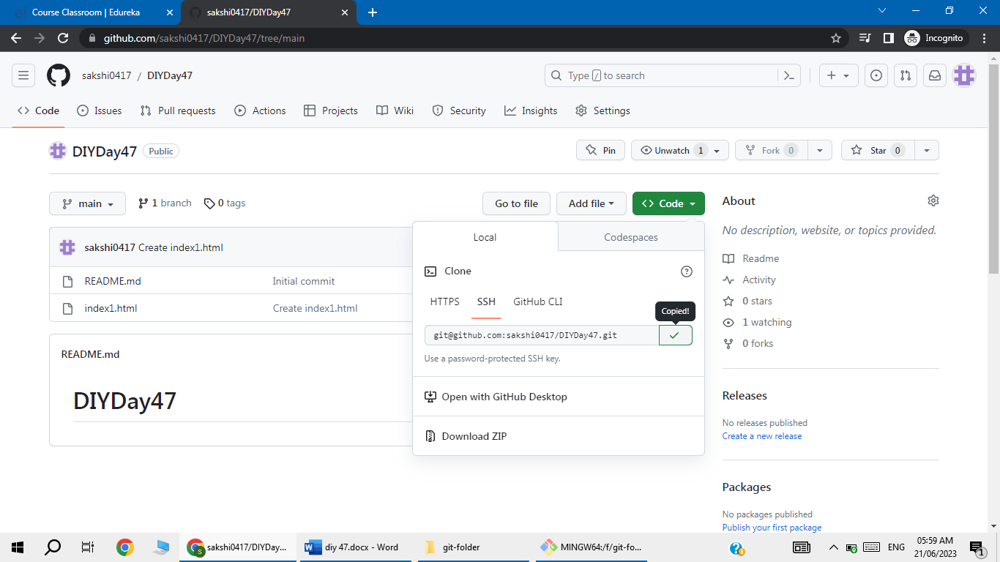 Course Classroom | Edureka
sakshi0417/DIYDay47
github.com/sakshi0417/DIYDay47/tree/main
Incognito
sakshi0417 / DIYDay47
Type / to search
Code
Issues
Pull requests
Actions
Projects
Wiki
Security
Insights
Settings
DIYDay47 Public
Pin
Unwatch 1
Fork 0
Star 0
main
1 branch
0 tags
Go to file
Add file
Code
sakshi0417 Create index1.html
README.md Initial commit
index1.html Create index1.html
README.md
DIYDay47
Local
Codespaces
Clone
HTTPS
SSH
GitHub CLI
Copied!
git@github.com:sakshi0417/DIYDay47.git
Use a password-protected SSH key.
Open with GitHub Desktop
Download ZIP
About
No description, website, or topics provided.
Readme
Activity
0 stars
1 watching
0 forks
Releases
No releases published
Create a new release
Packages
No packages published
Publish your first package
S
sakshi0417/DIYDay...
diy 47.docx - Word
git-folder
MINGW64:/f/git-fo...
ENG
05:59 AM
21/06/2023
1